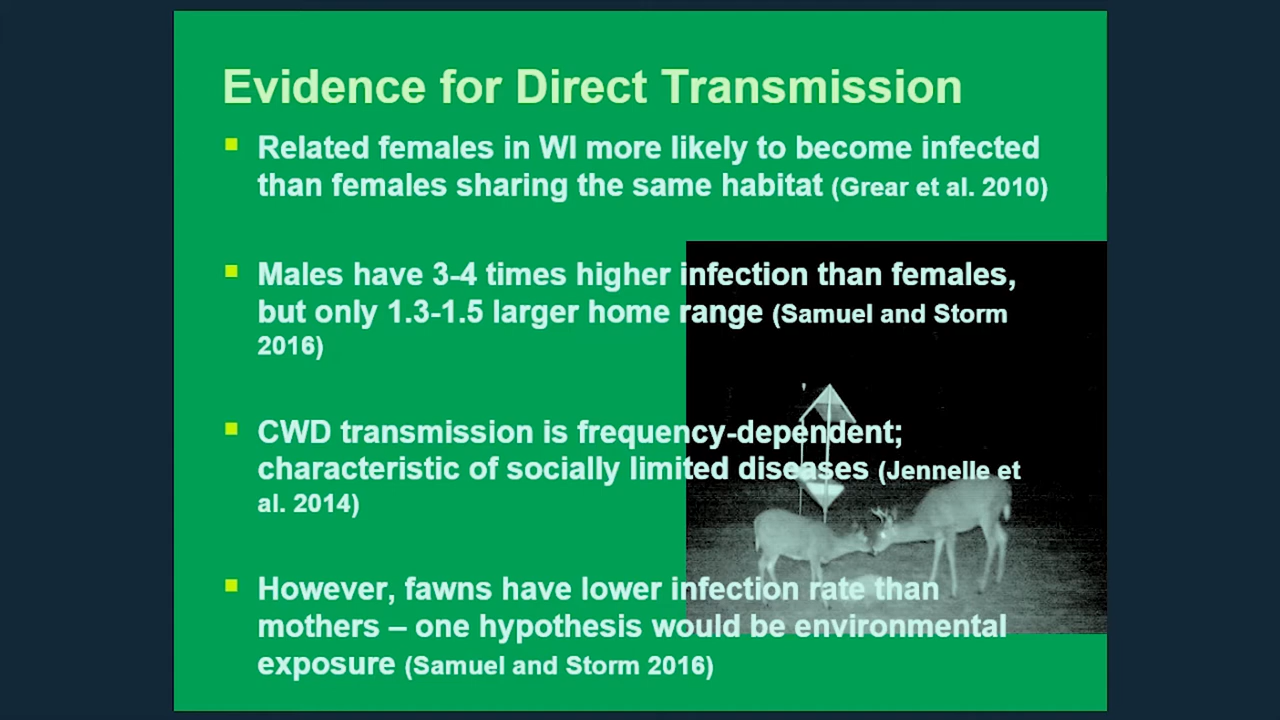 Evidence for Direct Transmission
Related females in WI more likely to become infected
than females sharing the same habitat (Grear et al. 2010)
Males have 3-4 times higher infection than females,
but only 1.3-1.5 larger home range (Samuel and Storm
2016)
CWD transmission is frequency-dependent;
characteristic of socially limited diseases (Jennelle et
al. 2014)
However, fawns have lower infection rate than
mothers – one hypothesis would be environmental
exposure (Samuel and Storm 2016)